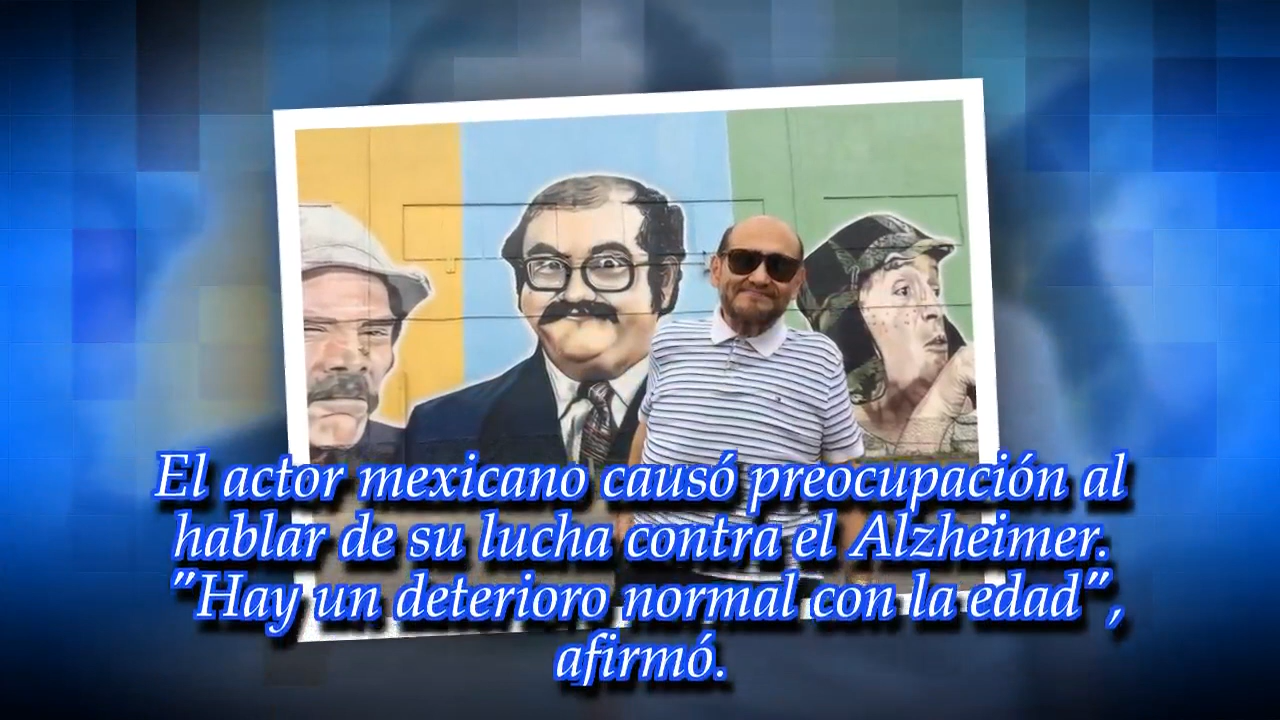 El actor mexicano causó preocupación al
hablar de su lucha contra el Alzheimer.
"Hay un deterioro normal con la edad",
afirmó.